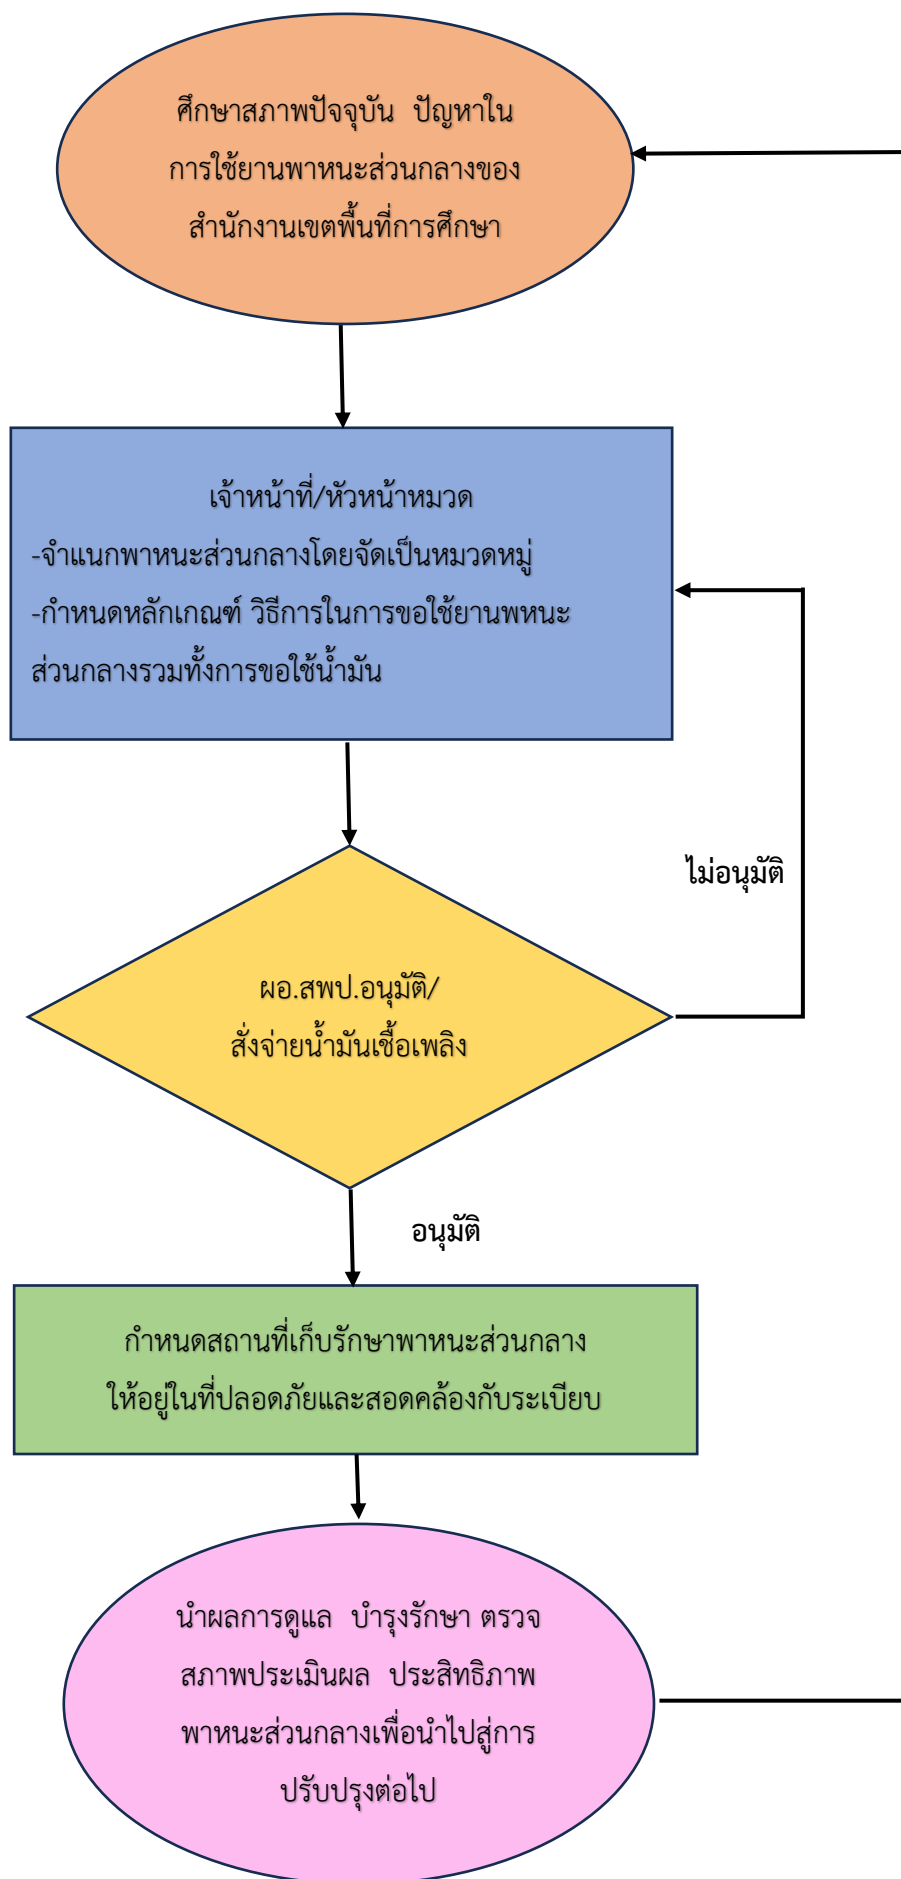 ศึกษาสภาพปัจจุบัน ปัญหาใน
การใช้ยานพาหนะส่วนกลางของ
สำนักงานเขตพื้นที่การศึกษา
เจ้าหน้าที่/หัวหน้าหมวด
-จำแนกพาหนะส่วนกลางโดยจัดเป็นหมวดหมู่
-กำหนดหลักเกณฑ์ วิธีการในการขอใช้ยานพหนะ
ส่วนกลางรวมทั้งการขอใช้น้ำมัน
ไม่อนุมัติ
ผอ.สพป.อนุมัติ/
สั่งจ่ายน้ำมันเชื้อเพลิง
อนุมัติ
กำหนดสถานที่เก็บรักษาพาหนะส่วนกลาง
ให้อยู่ในที่ปลอดภัยและสอดคล้องกับระเบียบ
นำผลการดูแล บำรุงรักษา ตรวจ
สภาพประเมินผล ประสิทธิภาพ
พาหนะส่วนกลางเพื่อนำไปสู่การ
ปรับปรุงต่อไป